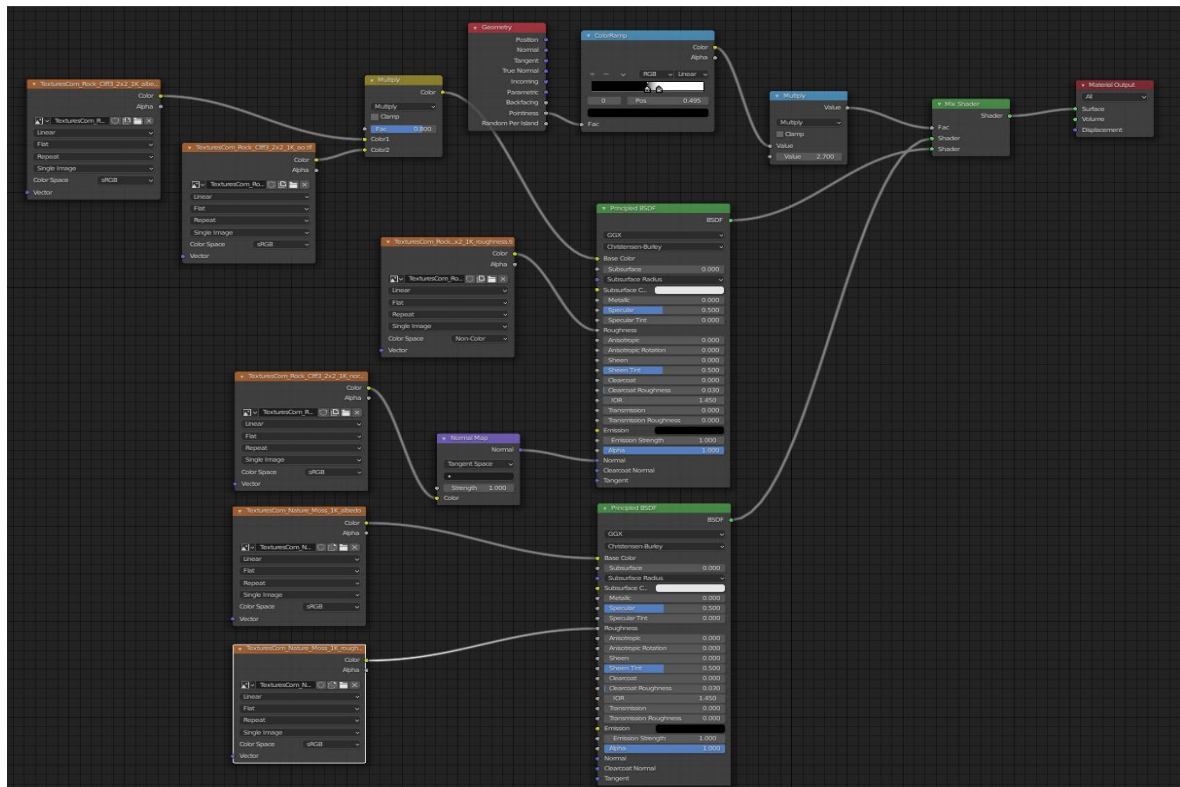 TexturesCom_Rock_Cliff3_2x2_1K_albe...
Color
Alpha
TexturesCom_R...
Linear
Flat
Repeat
Single Image
Color Space sRGB
Vector
TexturesCom_Rock_Cliff3_2x2_1K_ao.tif
Color
Alpha
TexturesCom_Ro...
Linear
Flat
Repeat
Single Image
Color Space sRGB
Vector
Multiply
Color
Multiply
Clamp
Fac 0.800
Color1
Color2
Geometry
Position
Normal
Tangent
True Normal
Incoming
Parametric
Backfacing
Pointiness
Random Per Island
ColorRamp
Color
Alpha
RGB Linear
0 Pos 0.495
Fac
Multiply
Value
Multiply
Clamp
Value
Value 2.700
Mix Shader
Shader
Fac
Shader
Shader
Material Output
All
Surface
Volume
Displacement
TexturesCom_Rock...x2_1K_roughness.ti
Color
Alpha
TexturesCom_Ro...
Linear
Flat
Repeat
Single Image
Color Space Non-Color
Vector
Principled BSDF
BSDF
GGX
Christensen-Burley
Base Color
Subsurface 0.000
Subsurface Radius
Subsurface C...
Metallic 0.000
Specular 0.500
Specular Tint 0.000
Roughness
Anisotropic 0.000
Anisotropic Rotation 0.000
Sheen 0.000
Sheen Tint 0.500
Clearcoat 0.000
Clearcoat Roughness 0.030
IOR 1.450
Transmission 0.000
Transmission Roughness 0.000
Emission
Emission Strength 1.000
Alpha 1.000
Normal
Clearcoat Normal
Tangent
TexturesCom_Rock_Cliff3_2x2_1K_nor...
Color
Alpha
TexturesCom_R...
Linear
Flat
Repeat
Single Image
Color Space sRGB
Vector
Normal Map
Normal
Tangent Space
Strength 1.000
Color
TexturesCom_Nature_Moss_1K_albedo
Color
Alpha
TexturesCom_N...
Linear
Flat
Repeat
Single Image
Color Space sRGB
Vector
TexturesCom_Nature_Moss_1K_rough...
Color
Alpha
TexturesCom_N...
Linear
Flat
Repeat
Single Image
Color Space sRGB
Vector
Principled BSDF
BSDF
GGX
Christensen-Burley
Base Color
Subsurface 0.000
Subsurface Radius
Subsurface C...
Metallic 0.000
Specular 0.500
Specular Tint 0.000
Roughness
Anisotropic 0.000
Anisotropic Rotation 0.000
Sheen 0.000
Sheen Tint 0.500
Clearcoat 0.000
Clearcoat Roughness 0.030
IOR 1.450
Transmission 0.000
Transmission Roughness 0.000
Emission
Emission Strength 1.000
Alpha 1.000
Normal
Clearcoat Normal
Tangent